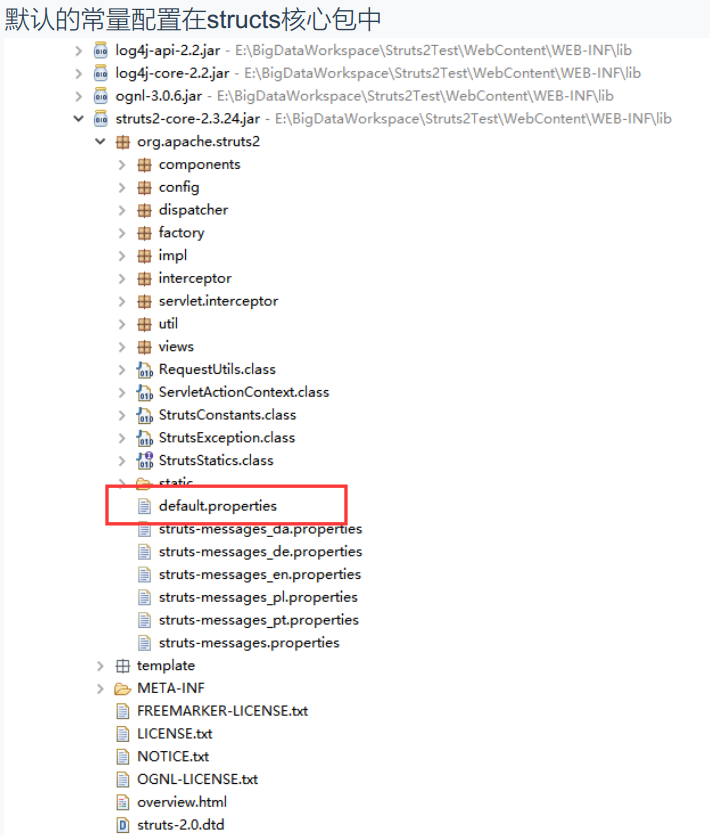 默认的常量配置在structs核心包中
log4j-api-2.2.jar - E:\BigDataWorkspace\Struts2Test\WebContent\WEB-INF\lib
log4j-core-2.2.jar - E:\BigDataWorkspace\Struts2Test\WebContent\WEB-INF\lib
ognl-3.0.6.jar - E:\BigDataWorkspace\Struts2Test\WebContent\WEB-INF\lib
struts2-core-2.3.24.jar - E:\BigDataWorkspace\Struts2Test\WebContent\WEB-INF\lib
org.apache.struts2
components
config
dispatcher
factory
impl
interceptor
servlet.interceptor
util
views
RequestUtils.class
ServletActionContext.class
StrutsConstants.class
StrutsException.class
StrutsStatics.class
static
default.properties
struts-messages_da.properties
struts-messages_de.properties
struts-messages_en.properties
struts-messages_pl.properties
struts-messages_pt.properties
struts-messages.properties
template
META-INF
FREEMARKER-LICENSE.txt
LICENSE.txt
NOTICE.txt
OGNL-LICENSE.txt
overview.html
struts-2.0.dtd